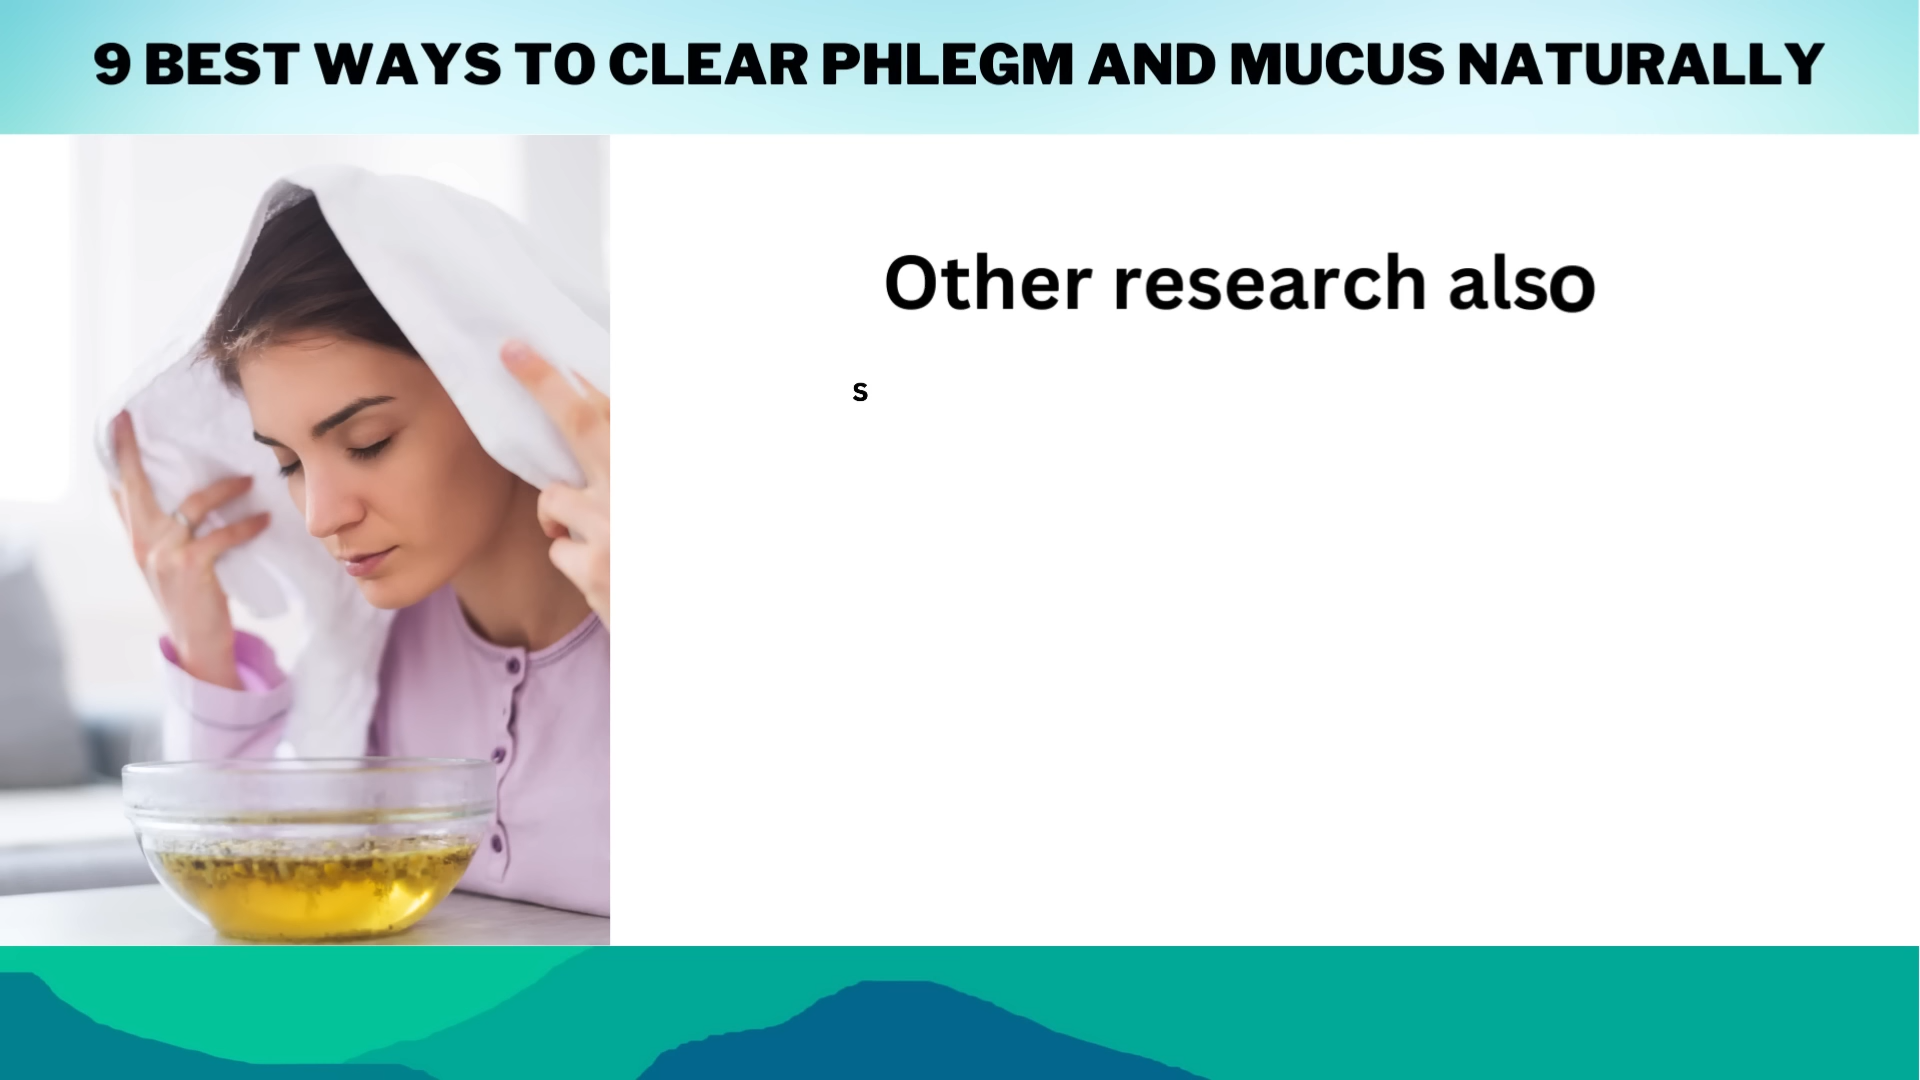 9 BEST WAYS TO CLEAR PHLEGM AND MUCUS NATURALLY
Other research also
s